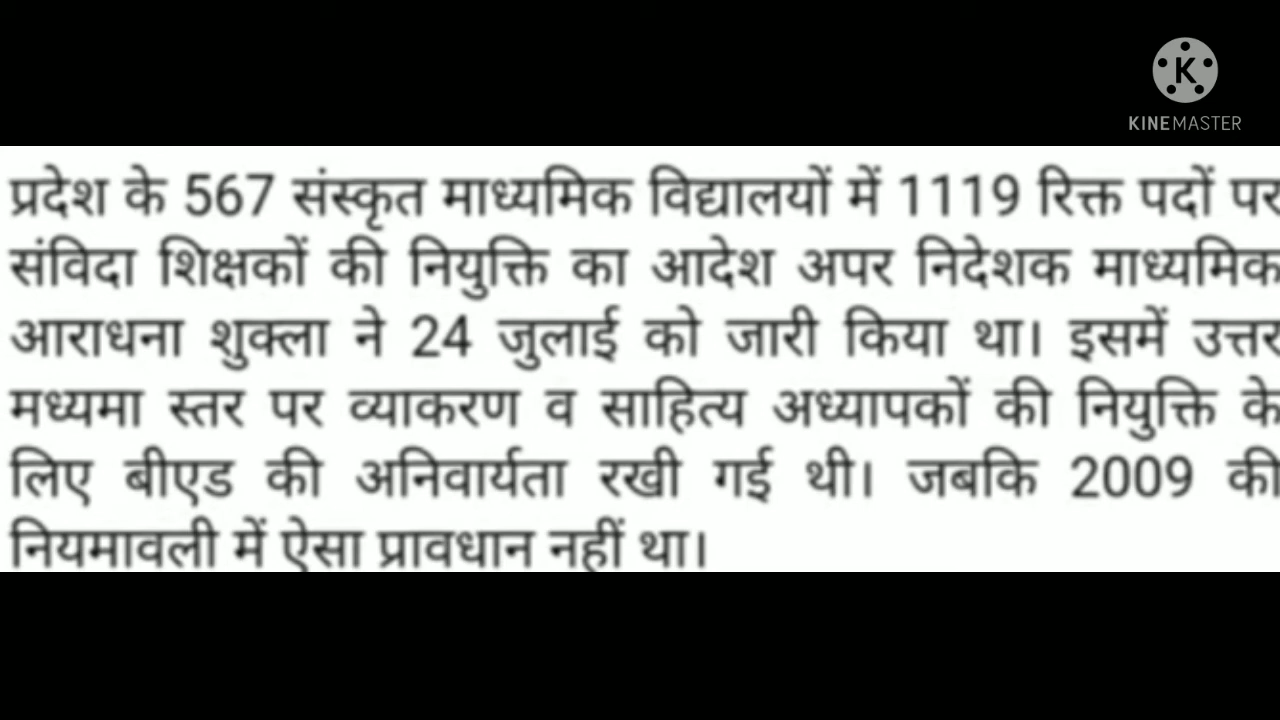 KINEMASTER
प्रदेश के 567 संस्कृत माध्यमिक विद्यालयों में 1119 रिक्त पदों पर
संविदा शिक्षकों की नियुक्ति का आदेश अपर निदेशक माध्यमिक
आराधना शुक्ला ने 24 जुलाई को जारी किया था। इसमें उत्तर
मध्यमा स्तर पर व्याकरण व साहित्य अध्यापकों की नियुक्ति के
लिए बीएड की अनिवार्यता रखी गई थी। जबकि 2009 की
नियमावली में ऐसा प्रावधान नहीं था।